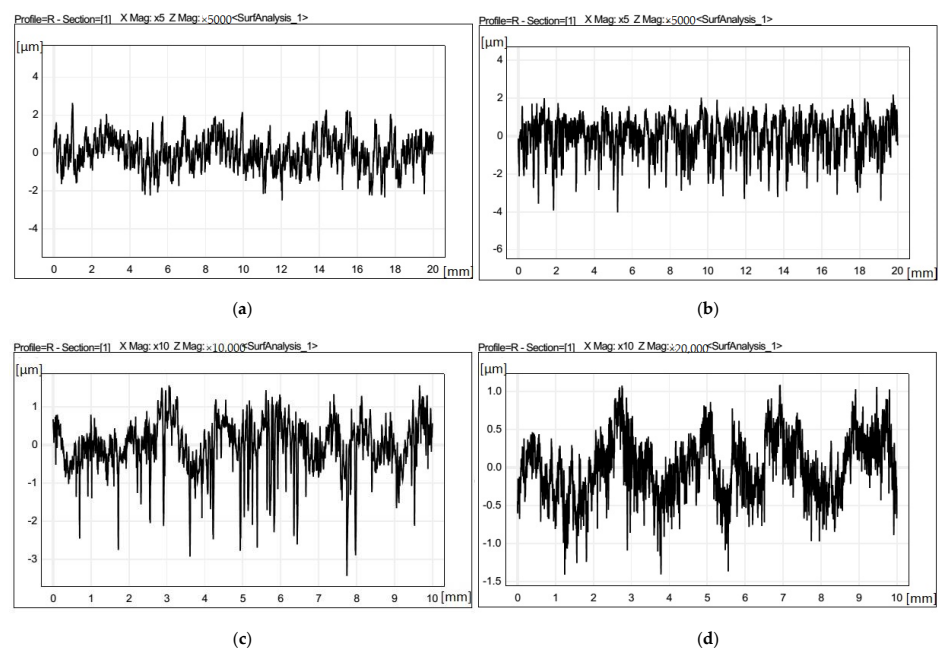 Profile=R - Section=[1] X Mag: x5 Z Mag: ×5000<SurfAnalysis_1>
[µm]
4
2
0
-2
-4
0 2 4 6 8 10 12 14 16 18 20 [mm]
(a)
Profile=R - Section=[1] X Mag: x5 Z Mag: ×5000<SurfAnalysis_1>
[µm]
4
2
0
-2
-4
-6
0 2 4 6 8 10 12 14 16 18 20 [mm]
(b)
Profile=R - Section=[1] X Mag: x10 Z Mag: ×10,000<SurfAnalysis_1>
[µm]
1
0
-1
-2
-3
0 1 2 3 4 5 6 7 8 9 10 [mm]
(c)
Profile=R - Section=[1] X Mag: x10 Z Mag: ×20,000<SurfAnalysis_1>
[µm]
1.0
0.5
0.0
-0.5
-1.0
-1.5
0 1 2 3 4 5 6 7 8 9 10 [mm]
(d)